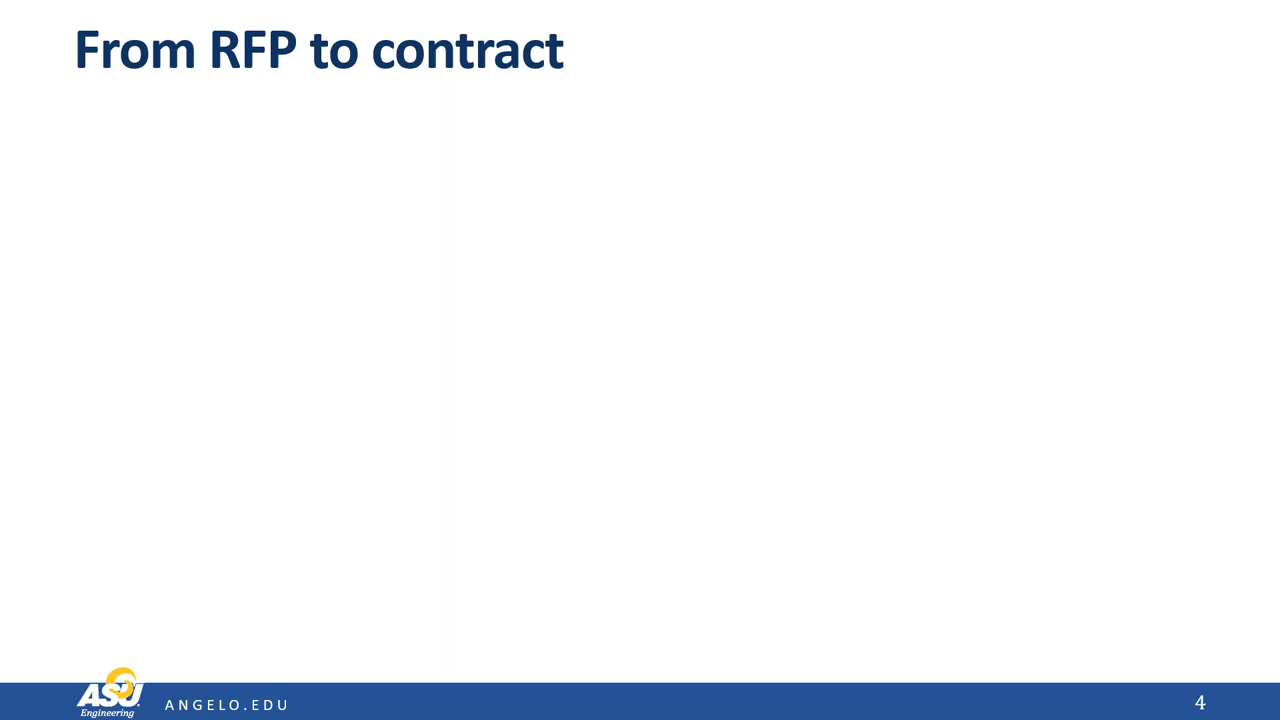 From RFP to contract
ASU
Engineering
ANGELO.EDU
4